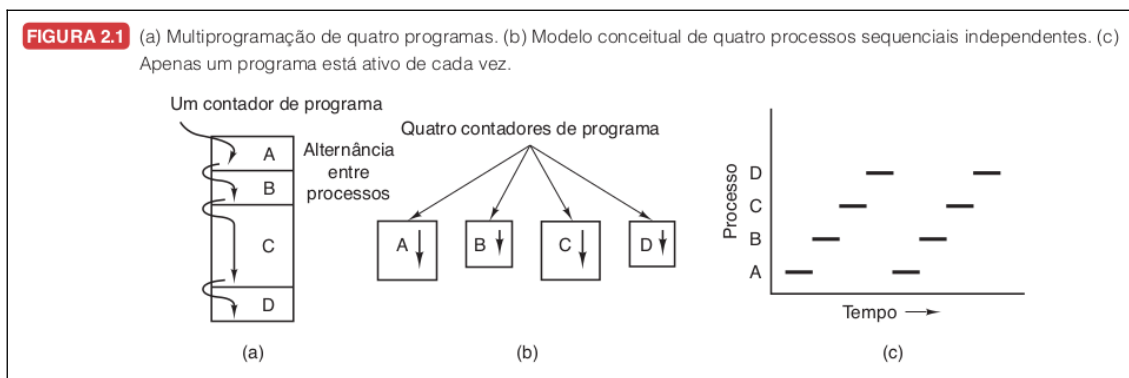 FIGURA 2.1 (a) Multiprogramação de quatro programas. (b) Modelo conceitual de quatro processos sequenciais independentes. (c)
Apenas um programa está ativo de cada vez.
Um contador de programa
A
B
C
D
Alternância
entre
processos
(a)
Quatro contadores de programa
A
B
C
D
(b)
Processo
D
C
B
A
Tempo
(c)